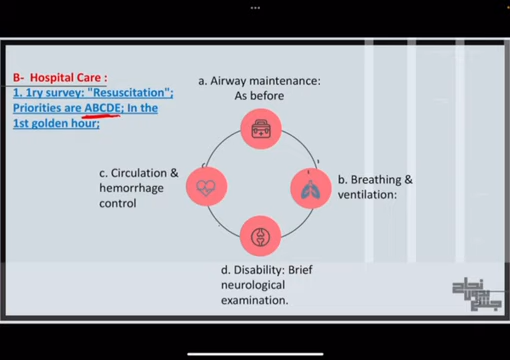 B- Hospital Care :
1. 1ry survey: "Resuscitation";
Priorities are ABCDE; In the
1st golden hour;
a. Airway maintenance:
As before
b. Breathing &
ventilation:
c. Circulation &
hemorrhage
control
d. Disability: Brief
neurological
examination.